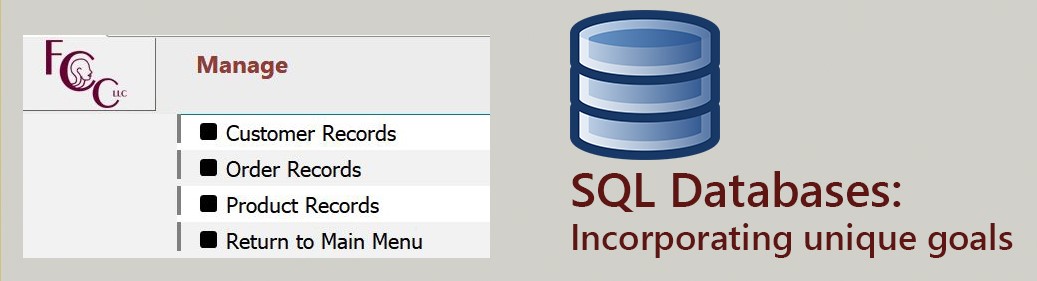 FCC LLC
Manage
Customer Records
Order Records
Product Records
Return to Main Menu
SQL Databases:
Incorporating unique goals